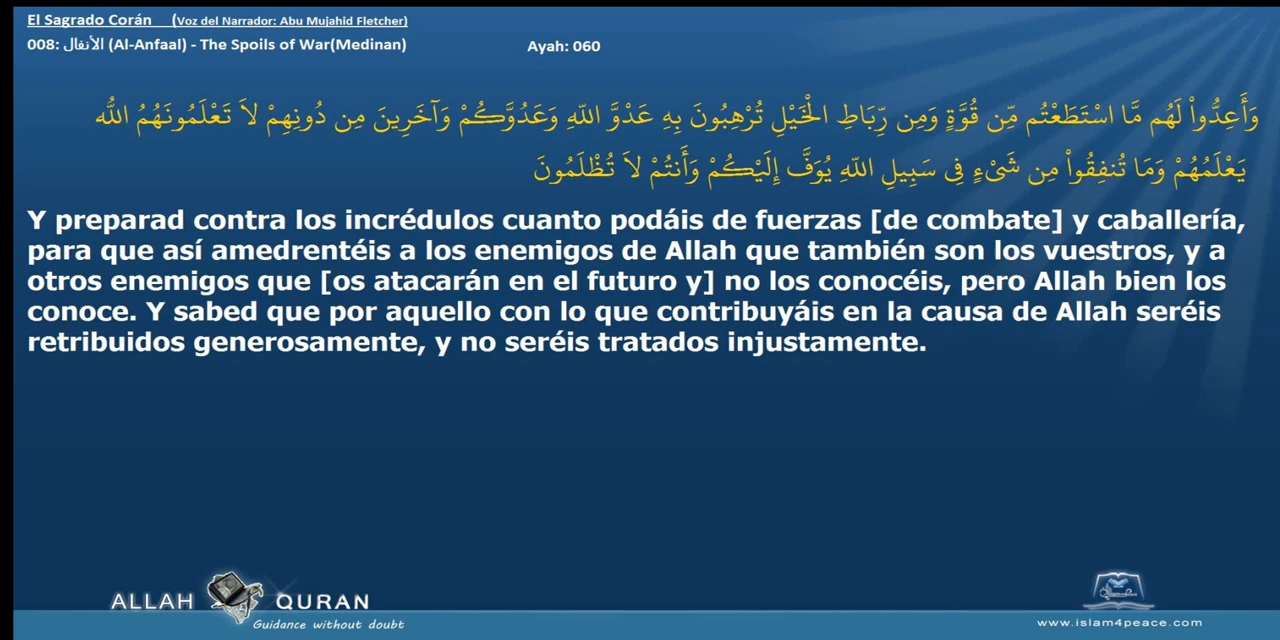 El Sagrado Corán (Voz del Narrador: Abu Mujahid Fletcher)
008: الأنفال (Al-Anfaal) - The Spoils of War(Medinan) Ayah: 060
وَأَعِدُّواْ لَهُم مَّا اسْتَطَعْتُم مِّن قُوَّةٍ وَمِن رِّبَاطِ الْخَيْلِ تُرْهِبُونَ بِهِ عَدْوَّ اللّهِ وَعَدُوَّكُمْ وَآخَرِينَ مِن دُونِهِمْ لاَ تَعْلَمُونَهُمُ اللّهُ
يَعْلَمُهُمْ وَمَا تُنفِقُواْ مِن شَيْءٍ فِي سَبِيلِ اللّهِ يُوَفَّ إِلَيْكُمْ وَأَنتُمْ لاَ تُظْلَمُونَ
Y preparad contra los incrédulos cuanto podáis de fuerzas [de combate] y caballería,
para que así amedrentéis a los enemigos de Allah que también son los vuestros, y a
otros enemigos que [os atacarán en el futuro y] no los conocéis, pero Allah bien los
conoce. Y sabed que por aquello con lo que contribuyáis en la causa de Allah seréis
retribuidos generosamente, y no seréis tratados injustamente.
ALLAH QURAN
Guidance without doubt
www.islam4peace.com